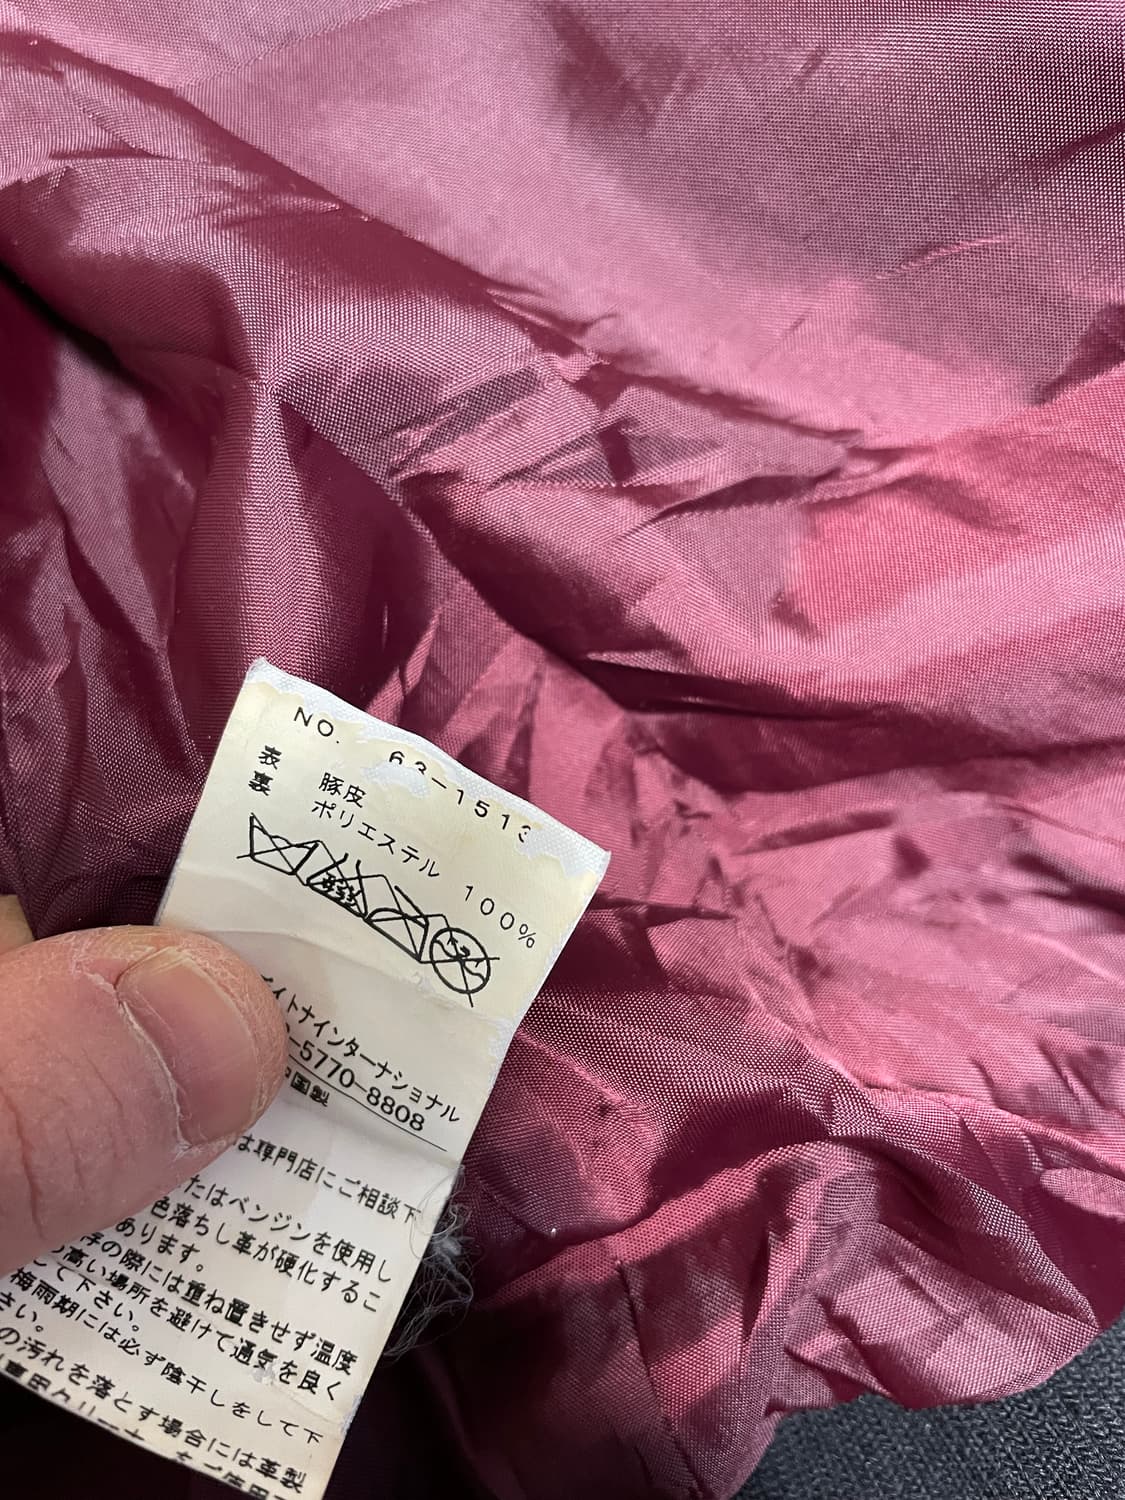 NO. 63-1513
表 豚皮
裏 ポリエステル 100%
イトナインターナショナル
-5770-8808
中国製
は専門店にご相談下
たはベンジンを使用し
色落ちし革が硬化するこ
あります。
の際には重ね置きせず温度
高い場所を避けて通気を良く
して下さい。
梅雨期には必ず陰干しをして下
さい。
の汚れを落とす場合には革製